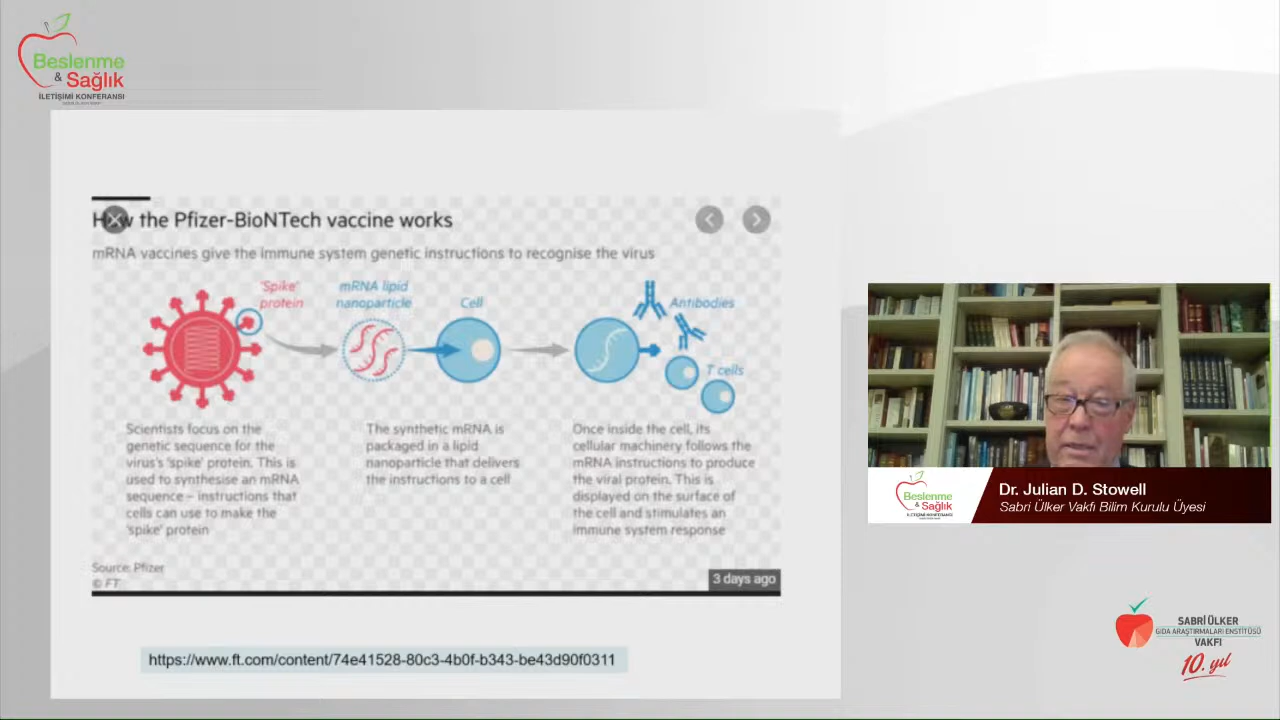 Beslenme
& Sağlık
İLETİŞİMİ KONFERANSI
How the Pfizer-BioNTech vaccine works
mRNA vaccines give the immune system genetic instructions to recognise the virus
'Spike'
protein
mRNA lipid
nanoparticle
Cell
Antibodies
T cells
Scientists focus on the
genetic sequence for the
virus's 'spike' protein. This is
used to synthesise an mRNA
sequence – instructions that
cells can use to make the
'spike' protein
The synthetic mRNA is
packaged in a lipid
nanoparticle that delivers
the instructions to a cell
Once inside the cell, its
cellular machinery follows the
mRNA instructions to produce
the viral protein. This is
displayed on the surface of
the cell and stimulates an
immune system response
Source: Pfizer
© FT
3 days ago
https://www.ft.com/content/74e41528-80c3-4b0f-b343-be43d90f0311
Beslenme
& Sağlık
İLETİŞİMİ KONFERANSI
Dr. Julian D. Stowell
Sabri Ülker Vakfı Bilim Kurulu Üyesi
SABRİ ÜLKER
GIDA ARAŞTIRMALARI ENSTİTÜSÜ
VAKFI
10. yıl